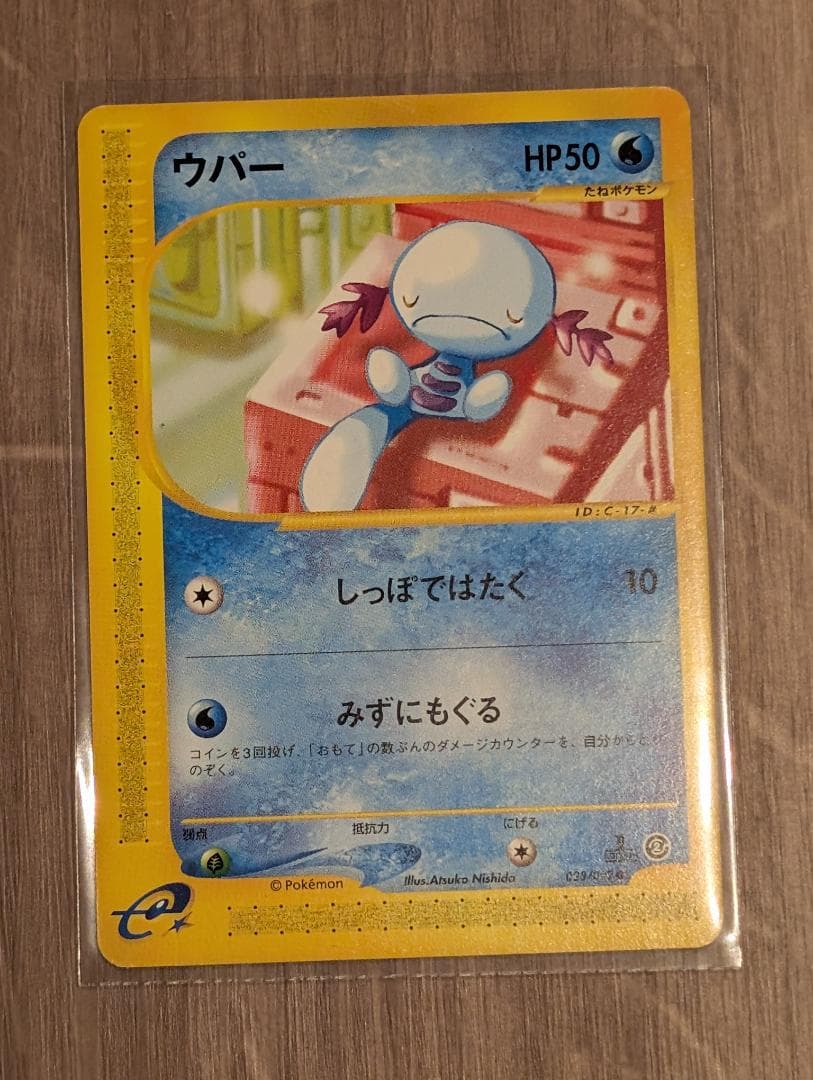 ウパー
HP50
たねポケモン
ID:C-17-#
しっぽではたく 10
みずにもぐる
コインを3回投げ、「おもて」の数ぶんのダメージカウンターを、自分からとり
のぞく。
弱点 抵抗力 にげる
© Pokémon Illus.Atsuko Nishida
e